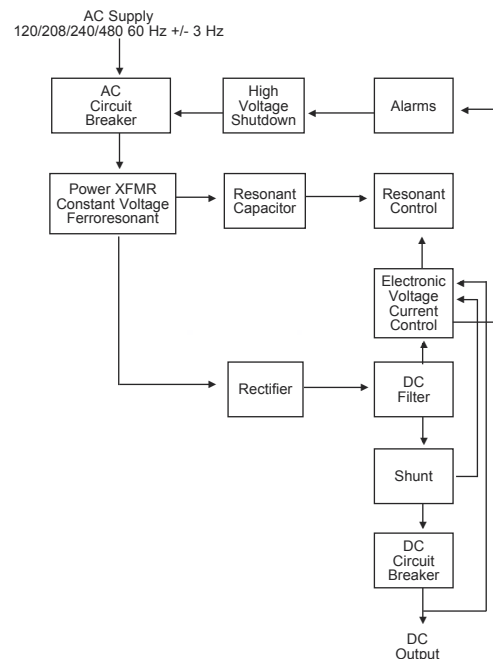 AC Supply
120/208/240/480 60 Hz +/- 3 Hz
AC
Circuit
Breaker
High
Voltage
Shutdown
Alarms
Power XFMR
Constant Voltage
Ferroresonant
Resonant
Capacitor
Resonant
Control
Electronic
Voltage
Current
Control
Rectifier
DC
Filter
Shunt
DC
Circuit
Breaker
DC
Output